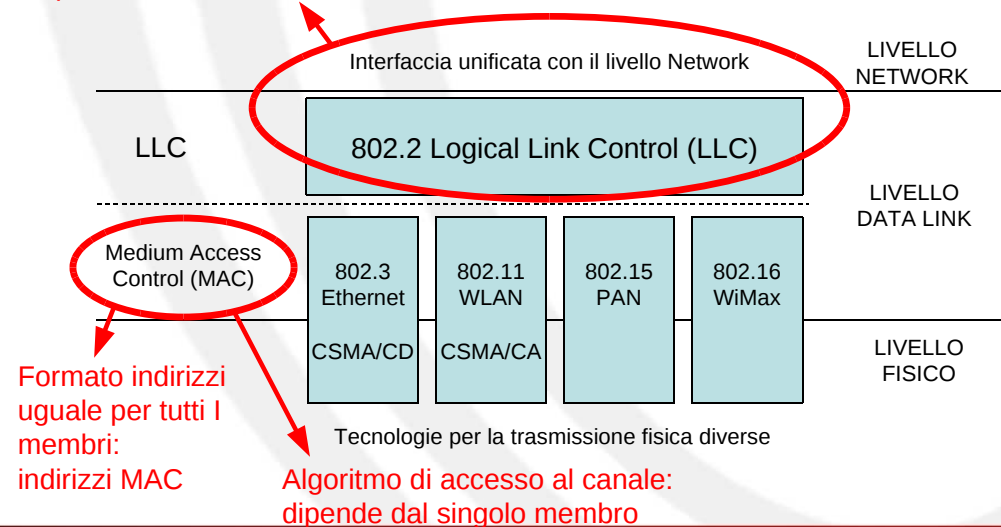 Interfaccia unificata con il livello Network
LIVELLO
NETWORK
LLC
802.2 Logical Link Control (LLC)
LIVELLO
DATA LINK
Medium Access
Control (MAC)
802.3
Ethernet
CSMA/CD
802.11
WLAN
CSMA/CA
802.15
PAN
802.16
WiMax
LIVELLO
FISICO
Formato indirizzi
uguale per tutti I
membri:
indirizzi MAC
Tecnologie per la trasmissione fisica diverse
Algoritmo di accesso al canale:
dipende dal singolo membro